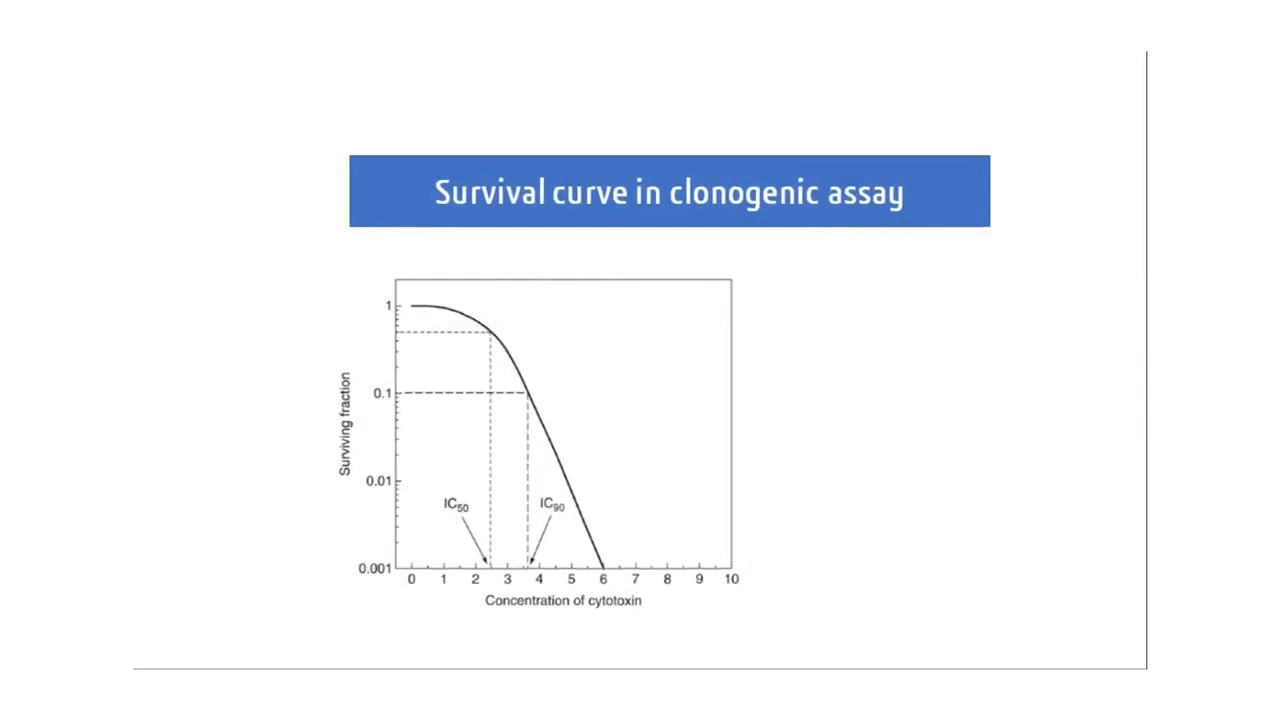 Survival curve in clonogenic assay
1
0.1
0.01
0.001
Surviving fraction
IC50
IC90
0 1 2 3 4 5 6 7 8 9 10
Concentration of cytotoxin